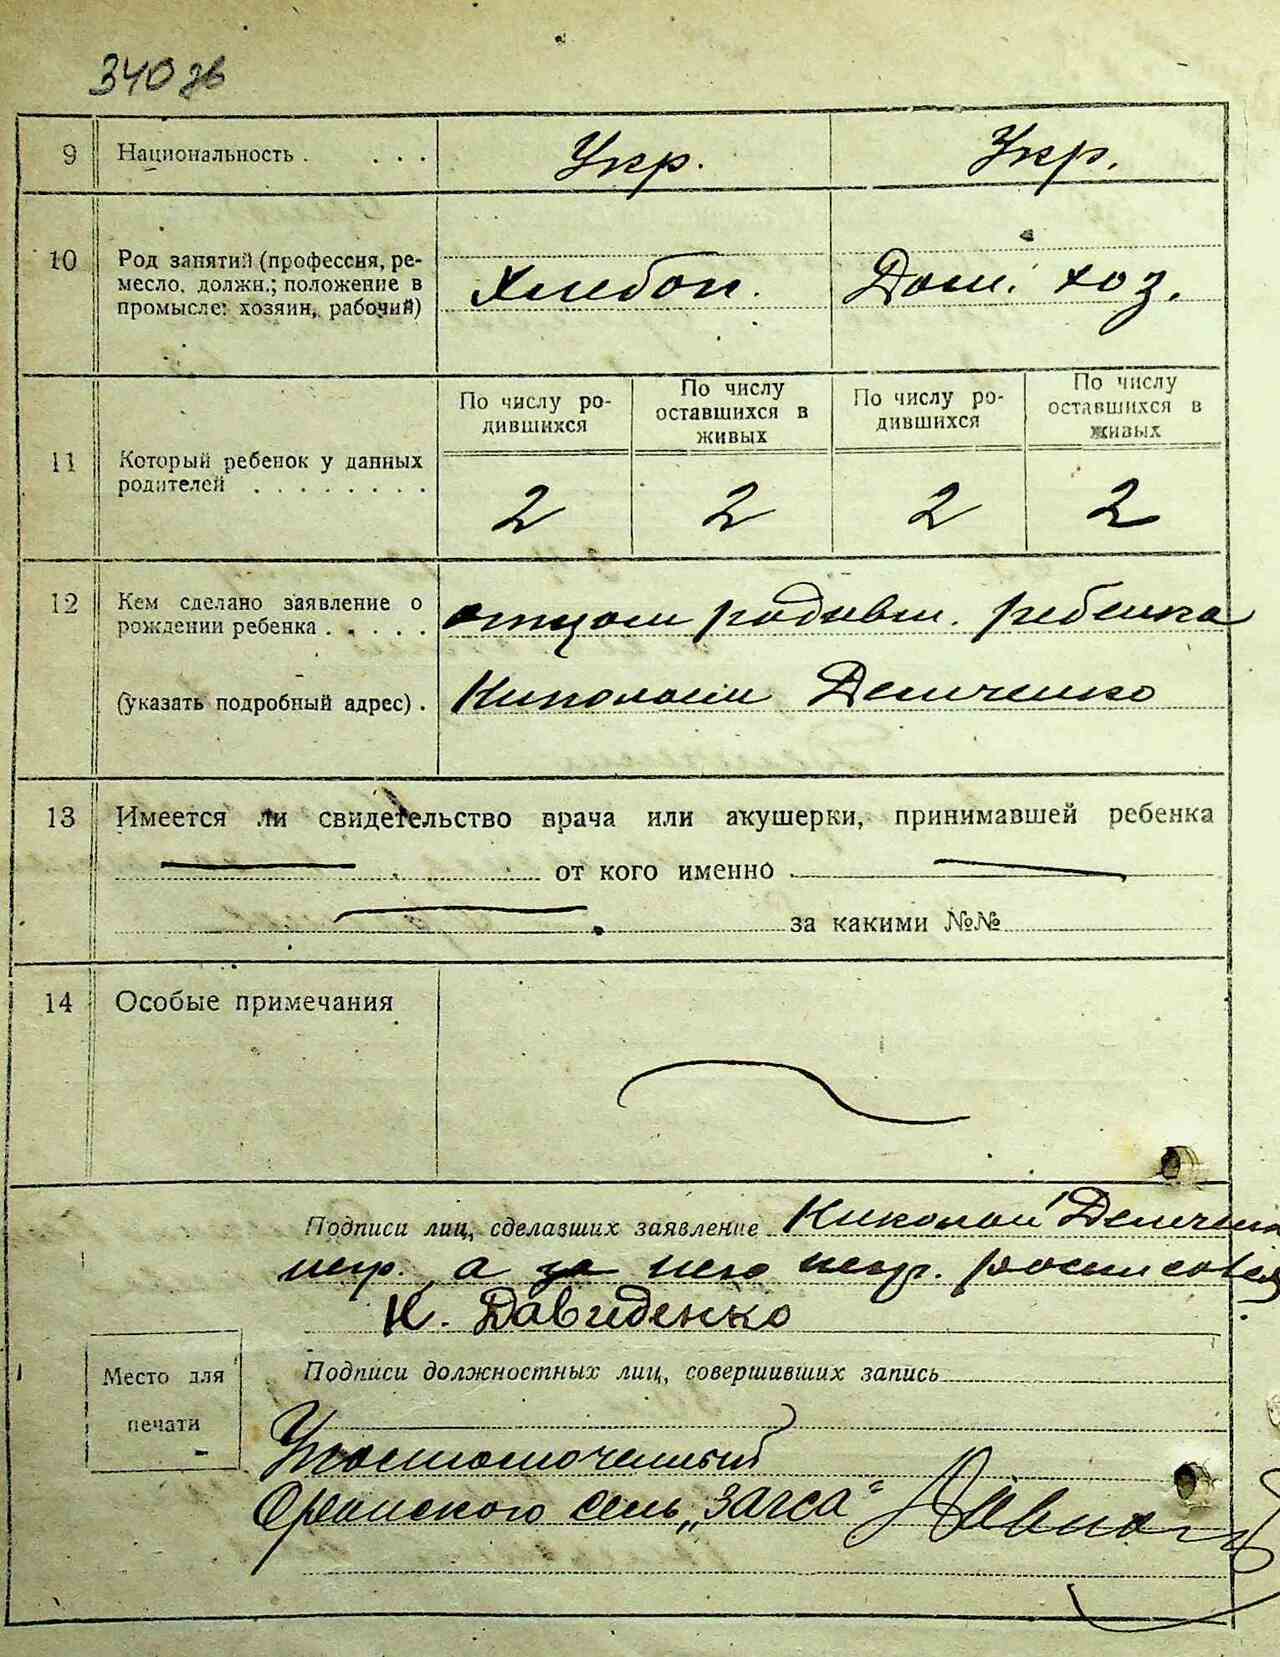 340 зв
9 Национальность . . . . Укр. Укр.
10 Род занятий (профессия, ре-
месло, должн.; положение в
промысле: хозяин, рабочий)
Хлебоп. Дом. хоз.
По числу ро-
дившихся
По числу
оставшихся в
живых
По числу ро-
дившихся
По числу
оставшихся в
живых
11 Который ребенок у данных
родителей . . . . . . . .
2 2 2 2
12 Кем сделано заявление о
рождении ребенка . . . . .
отцом родивш. ребенка
(указать подробный адрес) .
Николаем Демченко
13 Имеется ли свидетельство врача или акушерки, принимавшей ребенка
от кого именно
за какими №№
14 Особые примечания
Подписи лиц, сделавших заявление Николай Демченко
негр. а за него негр. росписався
К. Давиденко
Место для
печати
Подписи должностных лиц, совершивших запись
Уполномоченный
сель „загса"